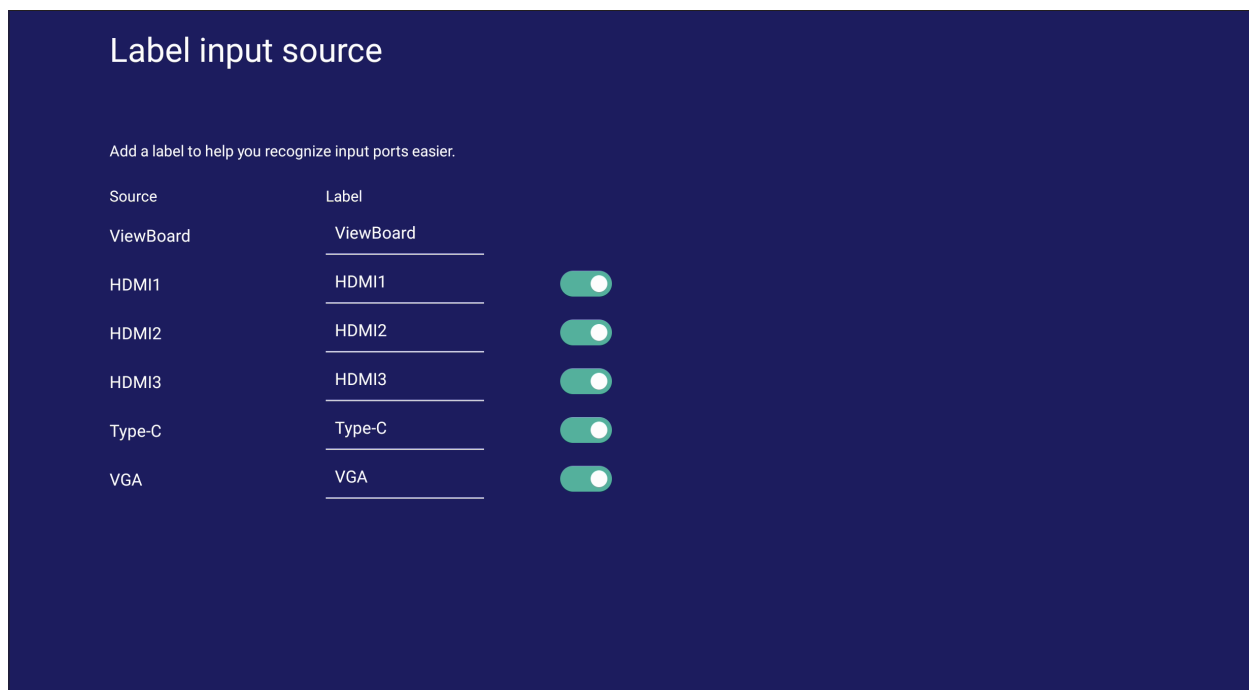 Label input source
Add a label to help you recognize input ports easier.
Source Label
ViewBoard ViewBoard
HDMI1 HDMI1
HDMI2 HDMI2
HDMI3 HDMI3
Type-C Type-C
VGA VGA